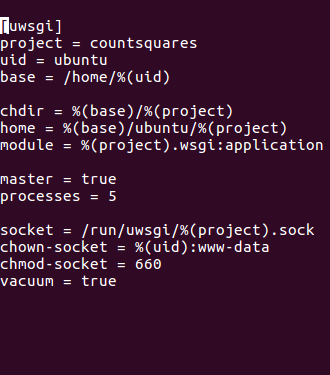 [uwsgi]
project = countsquares
uid = ubuntu
base = /home/%(uid)
chdir = %(base)/%(project)
home = %(base)/ubuntu/%(project)
module = %(project).wsgi:application
master = true
processes = 5
socket = /run/uwsgi/%(project).sock
chown-socket = %(uid):www-data
chmod-socket = 660
vacuum = true